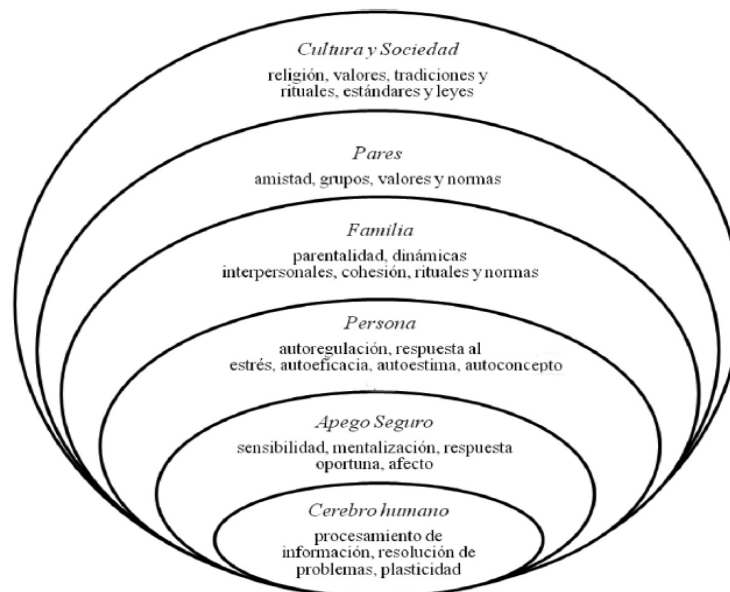 Cultura y Sociedad
religión, valores, tradiciones y
rituales, estándares y leyes
Pares
amistad, grupos, valores y normas
Familia
parentalidad, dinámicas
interpersonales, cohesión, rituales y normas
Persona
autoregulación, respuesta al
estrés, autoeficacia, autoestima, autoconcepto
Apego Seguro
sensibilidad, mentalización, respuesta
oportuna, afecto
Cerebro humano
procesamiento de
información, resolución de
problemas, plasticidad